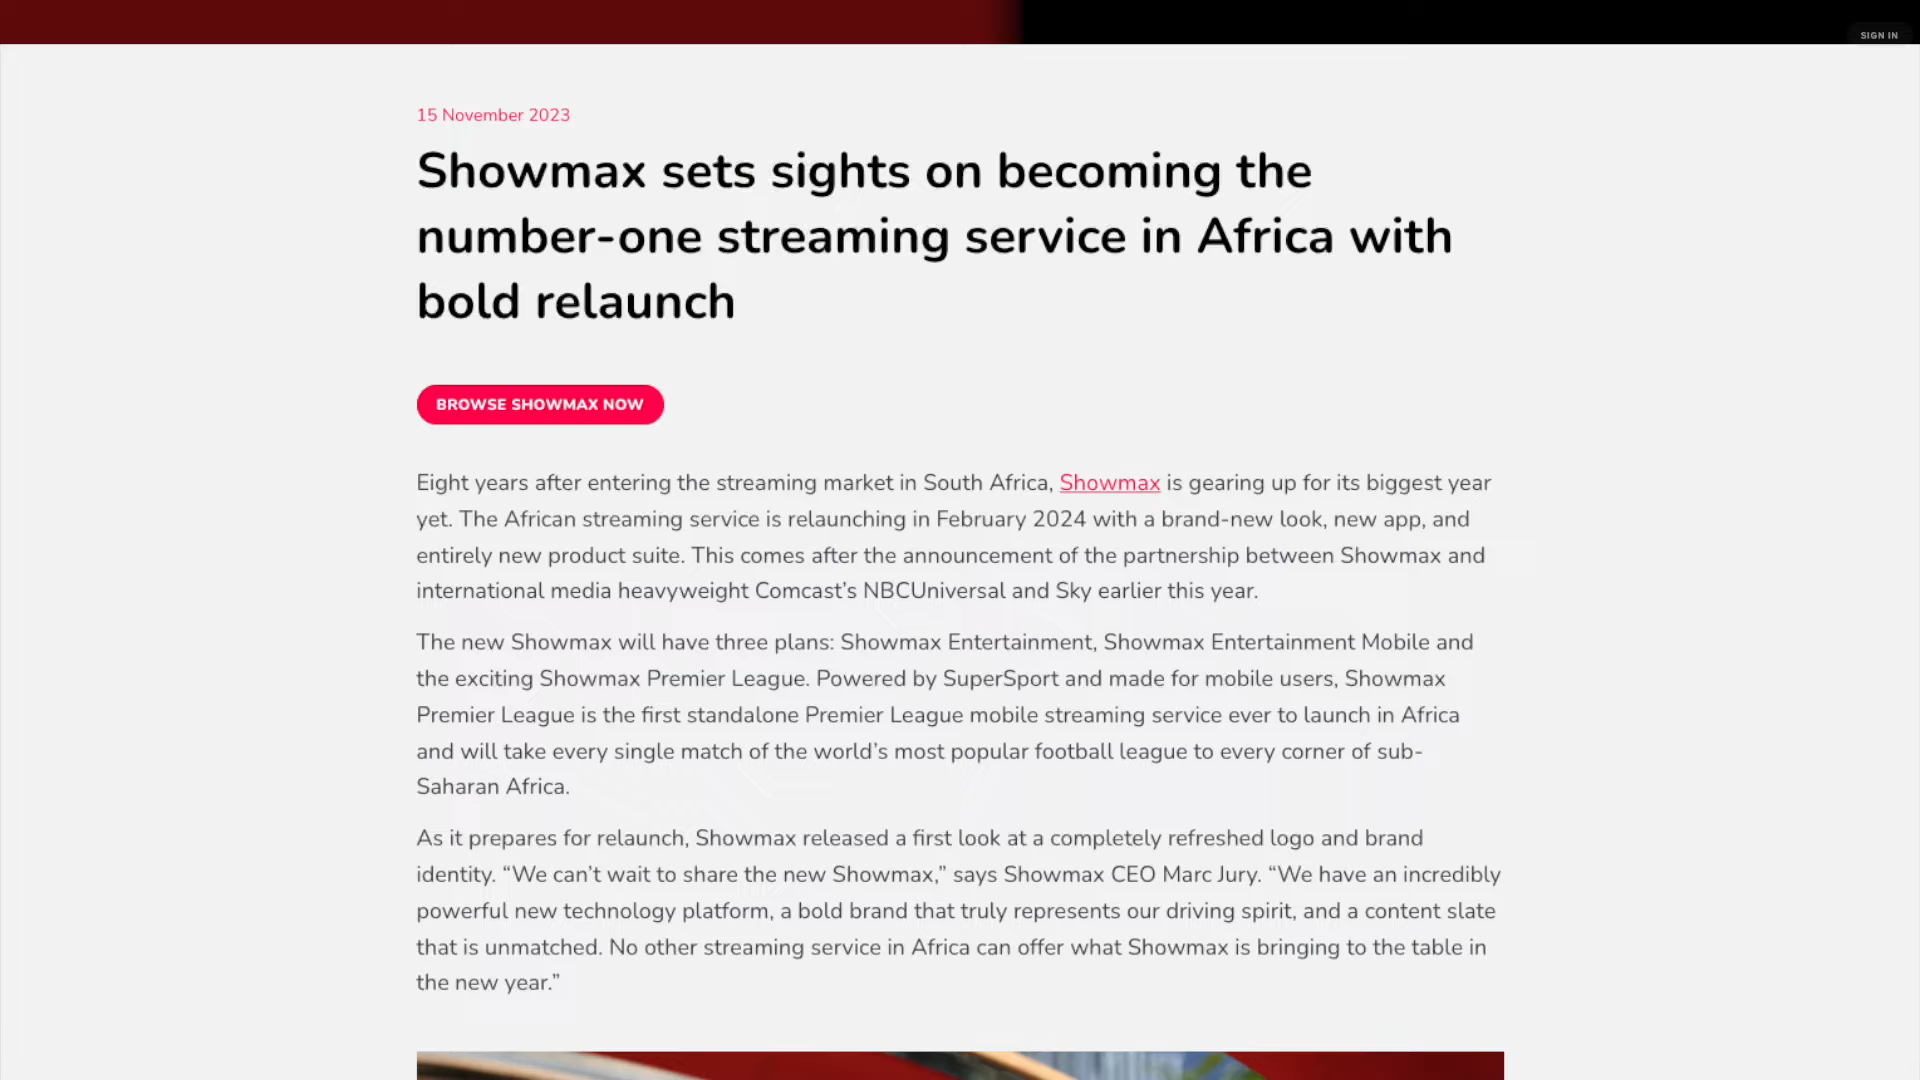 SIGN IN
15 November 2023
Showmax sets sights on becoming the
number-one streaming service in Africa with
bold relaunch
BROWSE SHOWMAX NOW
Eight years after entering the streaming market in South Africa, Showmax is gearing up for its biggest year
yet. The African streaming service is relaunching in February 2024 with a brand-new look, new app, and
entirely new product suite. This comes after the announcement of the partnership between Showmax and
international media heavyweight Comcast’s NBCUniversal and Sky earlier this year.
The new Showmax will have three plans: Showmax Entertainment, Showmax Entertainment Mobile and
the exciting Showmax Premier League. Powered by SuperSport and made for mobile users, Showmax
Premier League is the first standalone Premier League mobile streaming service ever to launch in Africa
and will take every single match of the world’s most popular football league to every corner of sub-
Saharan Africa.
As it prepares for relaunch, Showmax released a first look at a completely refreshed logo and brand
identity. “We can’t wait to share the new Showmax,” says Showmax CEO Marc Jury. “We have an incredibly
powerful new technology platform, a bold brand that truly represents our driving spirit, and a content slate
that is unmatched. No other streaming service in Africa can offer what Showmax is bringing to the table in
the new year.”